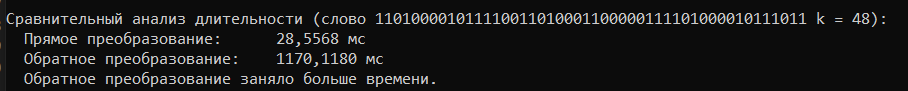 Сравнительный анализ длительности (слово 110100001011110011010001100000111101000010111011 k = 48):
Прямое преобразование: 28,5568 мс
Обратное преобразование: 1170,1180 мс
Обратное преобразование заняло больше времени.